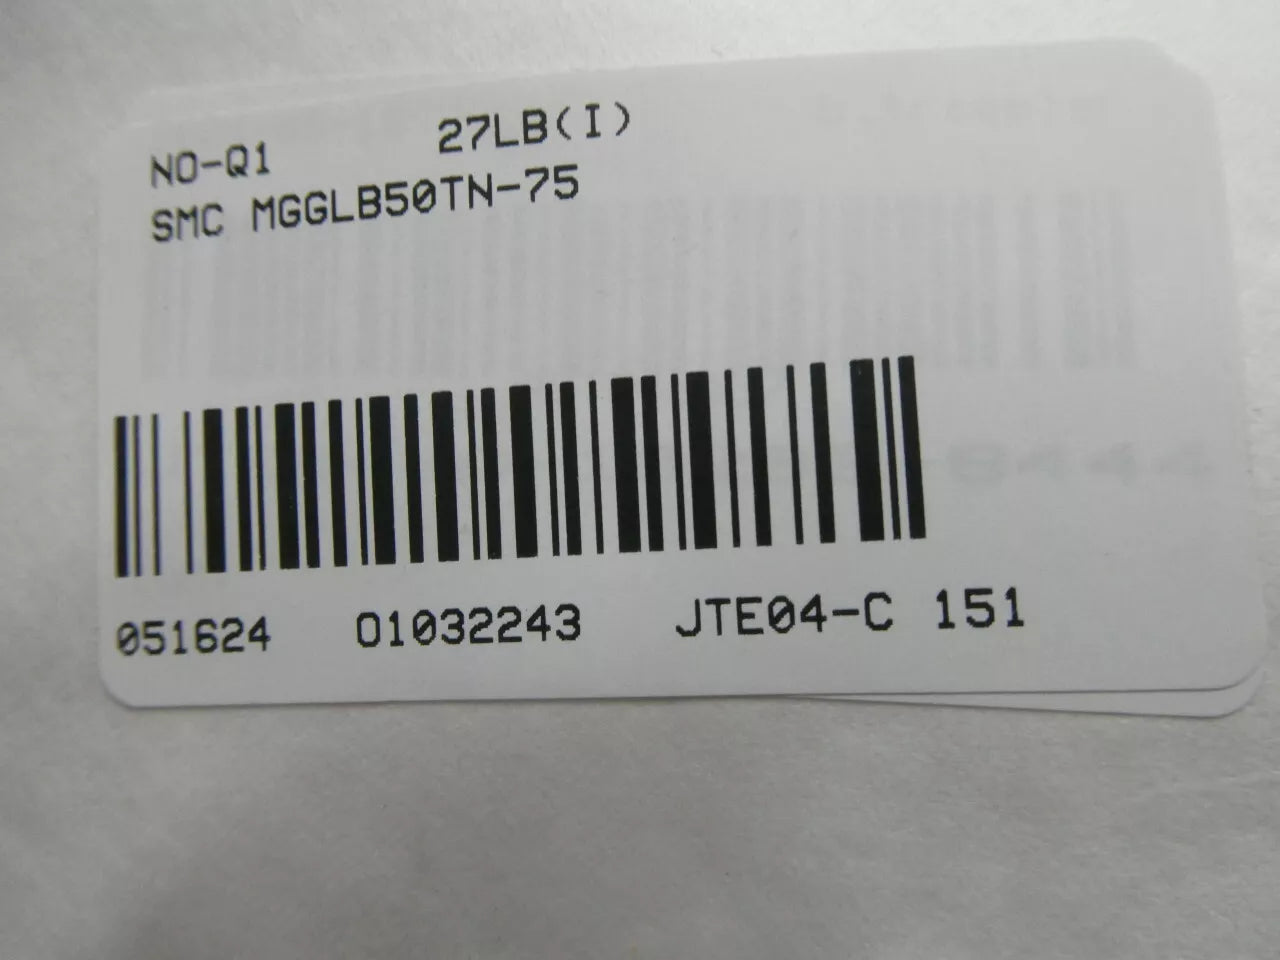 NO-Q1 27LB(I)
SMC MGGLB50TN-75
051624 01032243 JTE04-C 151